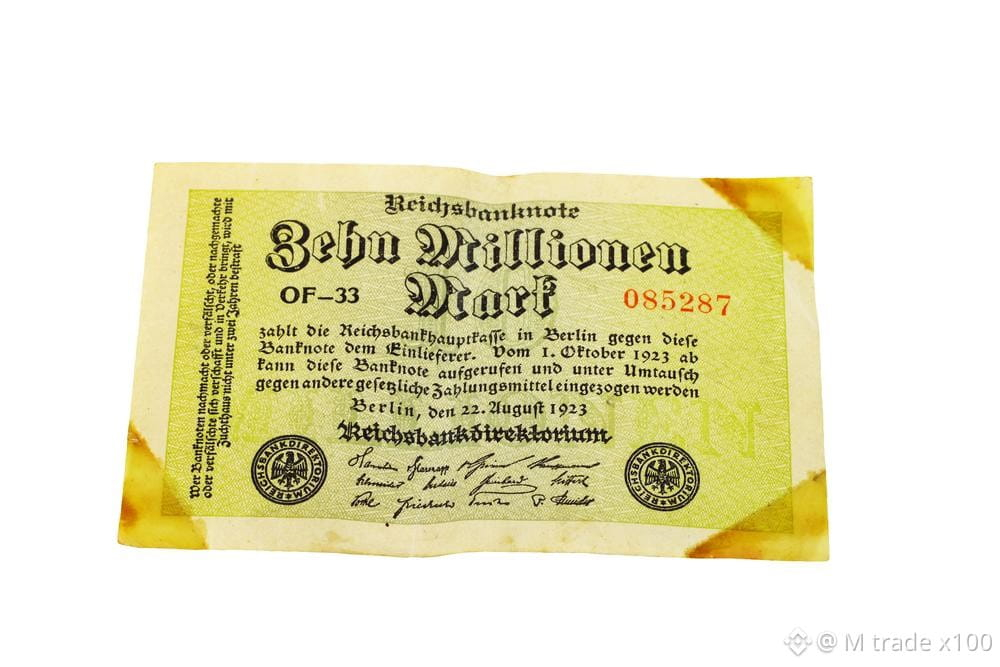 Reichsbanknote
Zehn Millionen
Mark
OF–33
085287
zahlt die Reichsbankhauptkasse in Berlin gegen diese
Banknote dem Einlieferer. Vom 1. Oktober 1923 ab
kann diese Banknote aufgerufen und unter Umtausch
gegen andere gesetzliche Zahlungsmittel eingezogen werden
Berlin, den 22. August 1923
Reichsbankdirektorium
REICHSBANKDIREKTORIUM
REICHSBANKDIREKTORIUM
Wer Banknoten nachmacht oder verfälscht, oder nachgemachte
oder verfälschte sich verschafft und in Verkehr bringt, wird mit
Zuchthaus nicht unter zwei Jahren bestraft
@ M trade x100